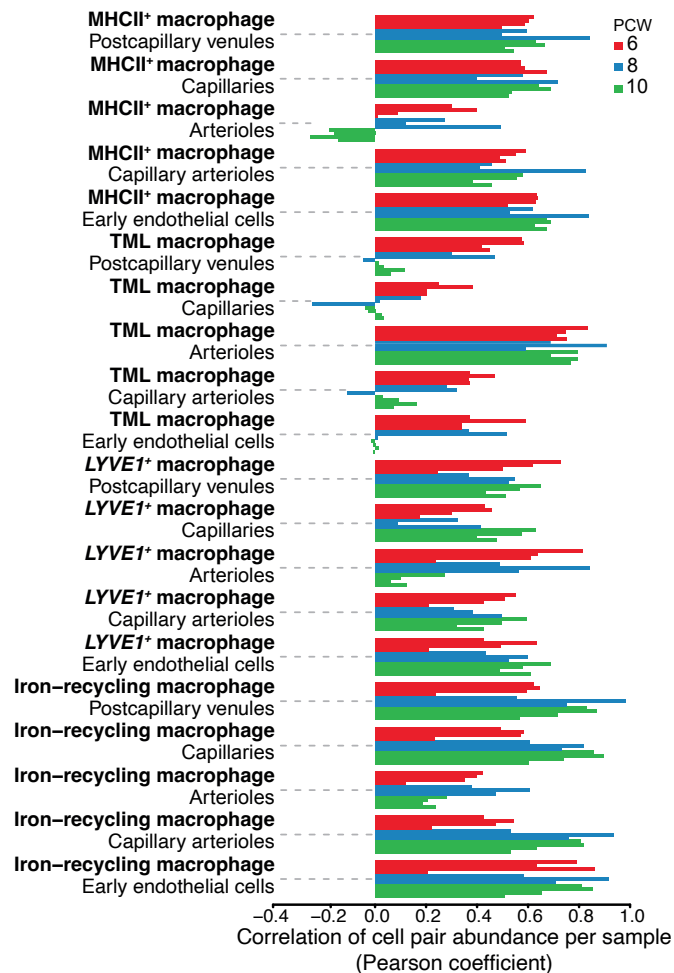 MHCII⁺ macrophage
Postcapillary venules
MHCII⁺ macrophage
Capillaries
MHCII⁺ macrophage
Arterioles
MHCII⁺ macrophage
Capillary arterioles
MHCII⁺ macrophage
Early endothelial cells
TML macrophage
Postcapillary venules
TML macrophage
Capillaries
TML macrophage
Arterioles
TML macrophage
Capillary arterioles
TML macrophage
Early endothelial cells
LYVE1⁺ macrophage
Postcapillary venules
LYVE1⁺ macrophage
Capillaries
LYVE1⁺ macrophage
Arterioles
LYVE1⁺ macrophage
Capillary arterioles
LYVE1⁺ macrophage
Early endothelial cells
Iron–recycling macrophage
Postcapillary venules
Iron–recycling macrophage
Capillaries
Iron–recycling macrophage
Arterioles
Iron–recycling macrophage
Capillary arterioles
Iron–recycling macrophage
Early endothelial cells
PCW
6
8
10
−0.4 −0.2 0.0 0.2 0.4 0.6 0.8 1.0
Correlation of cell pair abundance per sample
(Pearson coefficient)